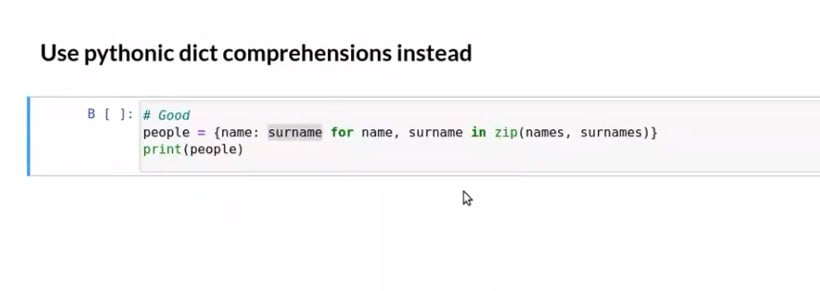 Use pythonic dict comprehensions instead
В [ ]: # Good
people = {name: surname for name, surname in zip(names, surnames)}
print(people)